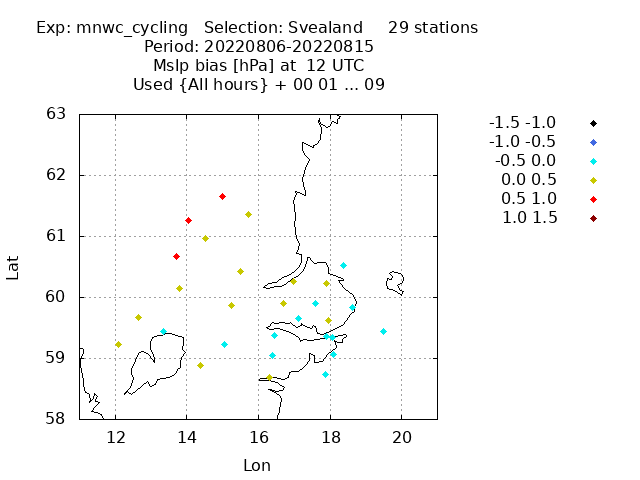 Exp: mnwc_cycling   Selection: Svealand     29 stations
Period: 20220806-20220815
Mslp bias [hPa] at  12 UTC
Used {All hours} + 00 01 ... 09
63
62
61
60
59
58
Lat
12
14
16
18
20
Lon
-1.5 -1.0
-1.0 -0.5
-0.5 0.0
0.0 0.5
0.5 1.0
1.0 1.5